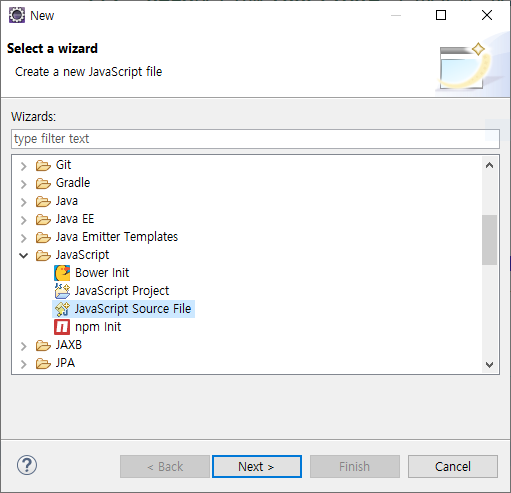 New
Select a wizard
Create a new JavaScript file
Wizards:
type filter text
Git
Gradle
Java
Java EE
Java Emitter Templates
JavaScript
Bower Init
JavaScript Project
JavaScript Source File
npm Init
JAXB
JPA
?
< Back
Next >
Finish
Cancel